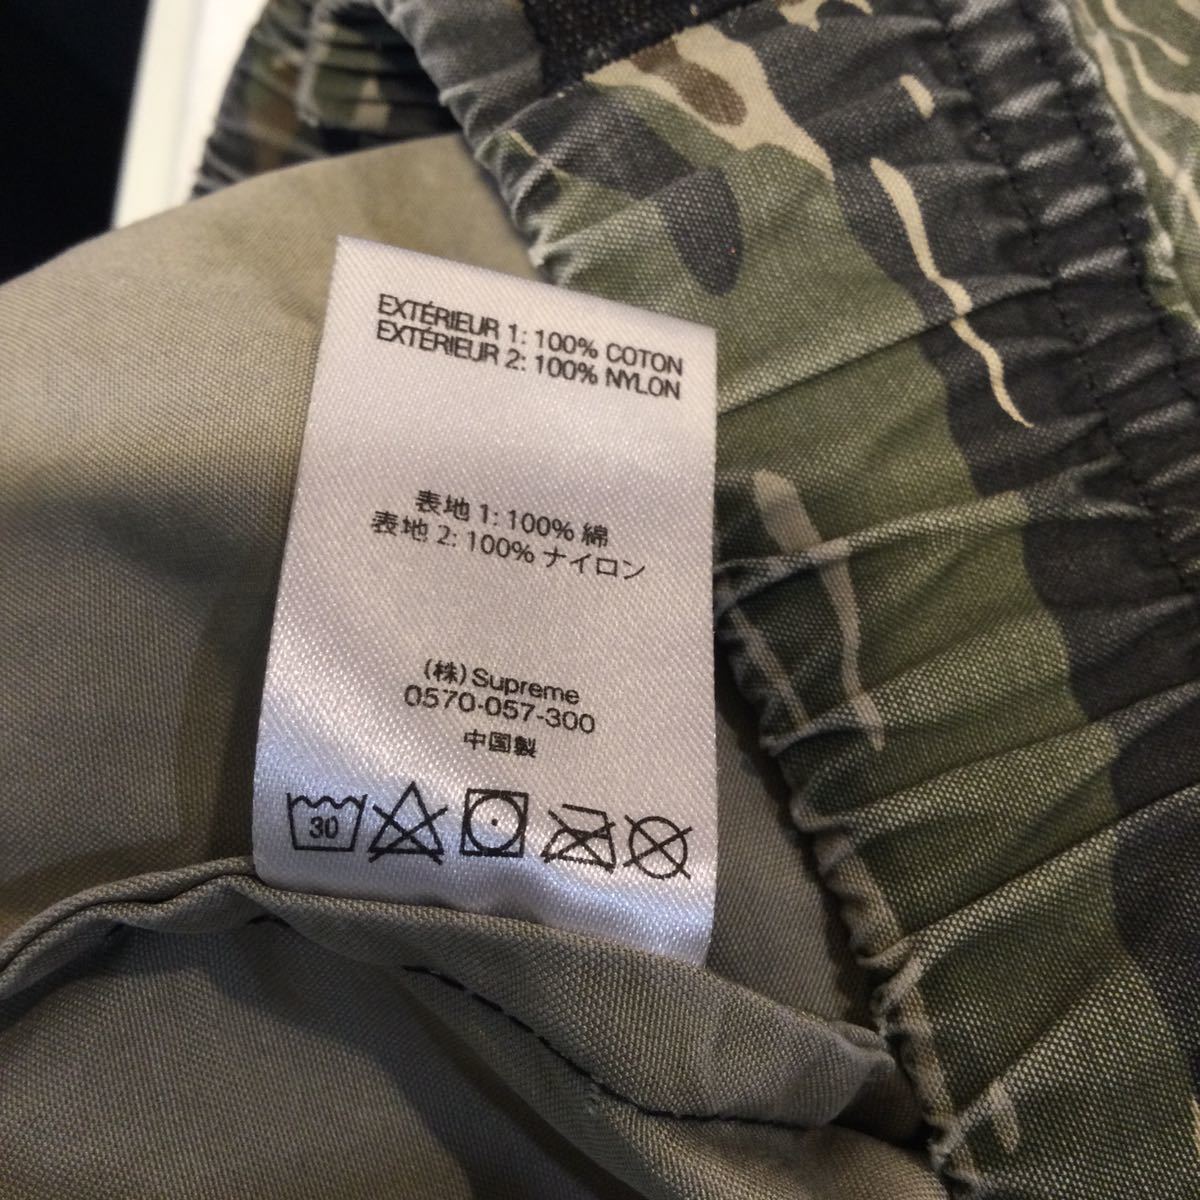 EXTÉRIEUR 1: 100% COTON
EXTÉRIEUR 2: 100% NYLON
表地 1: 100% 綿
表地 2: 100% ナイロン
(株) Supreme
0570-057-300
中国製
30